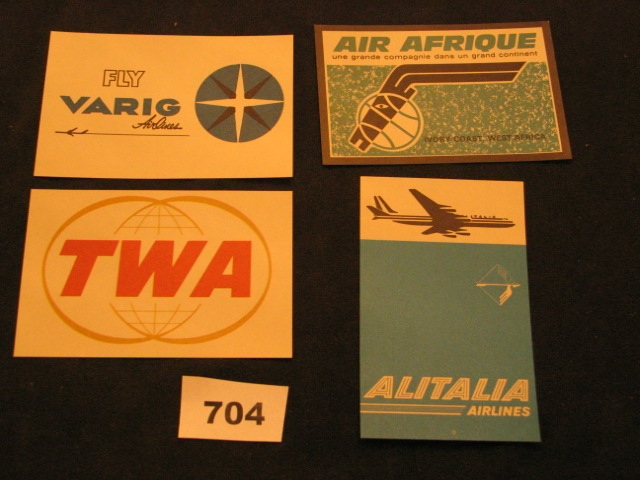 FLY
VARIG
Airlines
AIR AFRIQUE
une grande compagnie dans un grand continent
IVORY COAST, WEST AFRICA
TWA
ALITALIA
AIRLINES
704